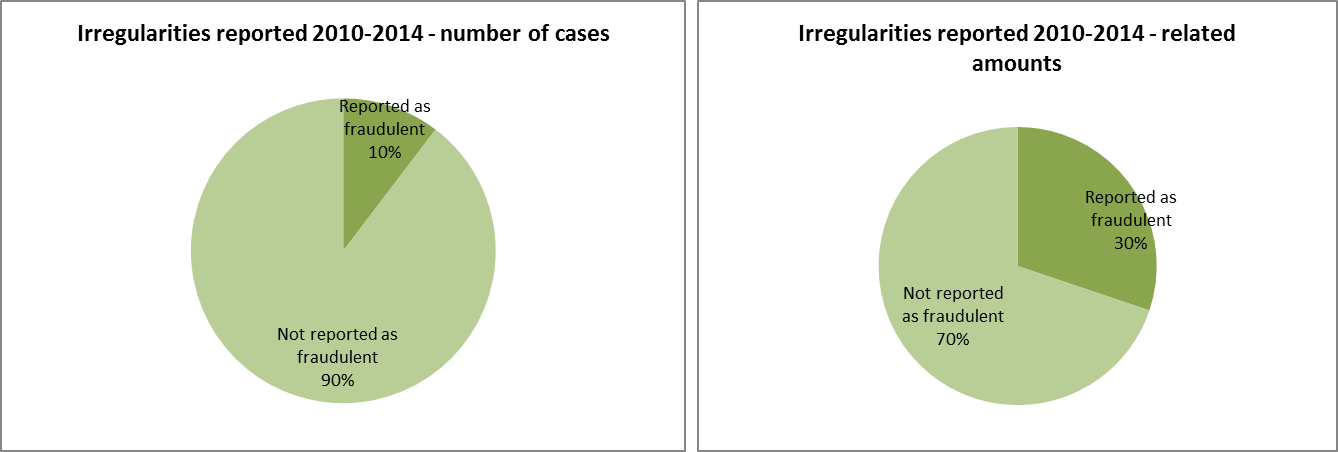 Irregularities reported 2010-2014 - number of cases
Reported as
fraudulent
10%
Not reported as
fraudulent
90%
Irregularities reported 2010-2014 - related
amounts
Reported as
fraudulent
30%
Not reported
as fraudulent
70%